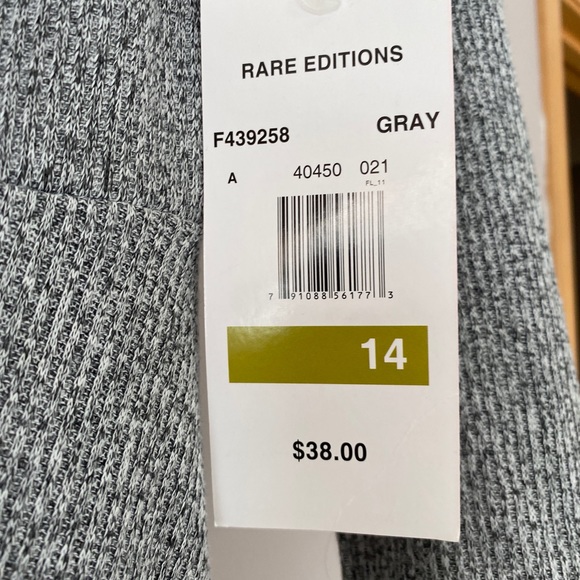 RARE EDITIONS
F439258 GRAY
A 40450 021
FL_11
7 91088 56177 3
14
$38.00